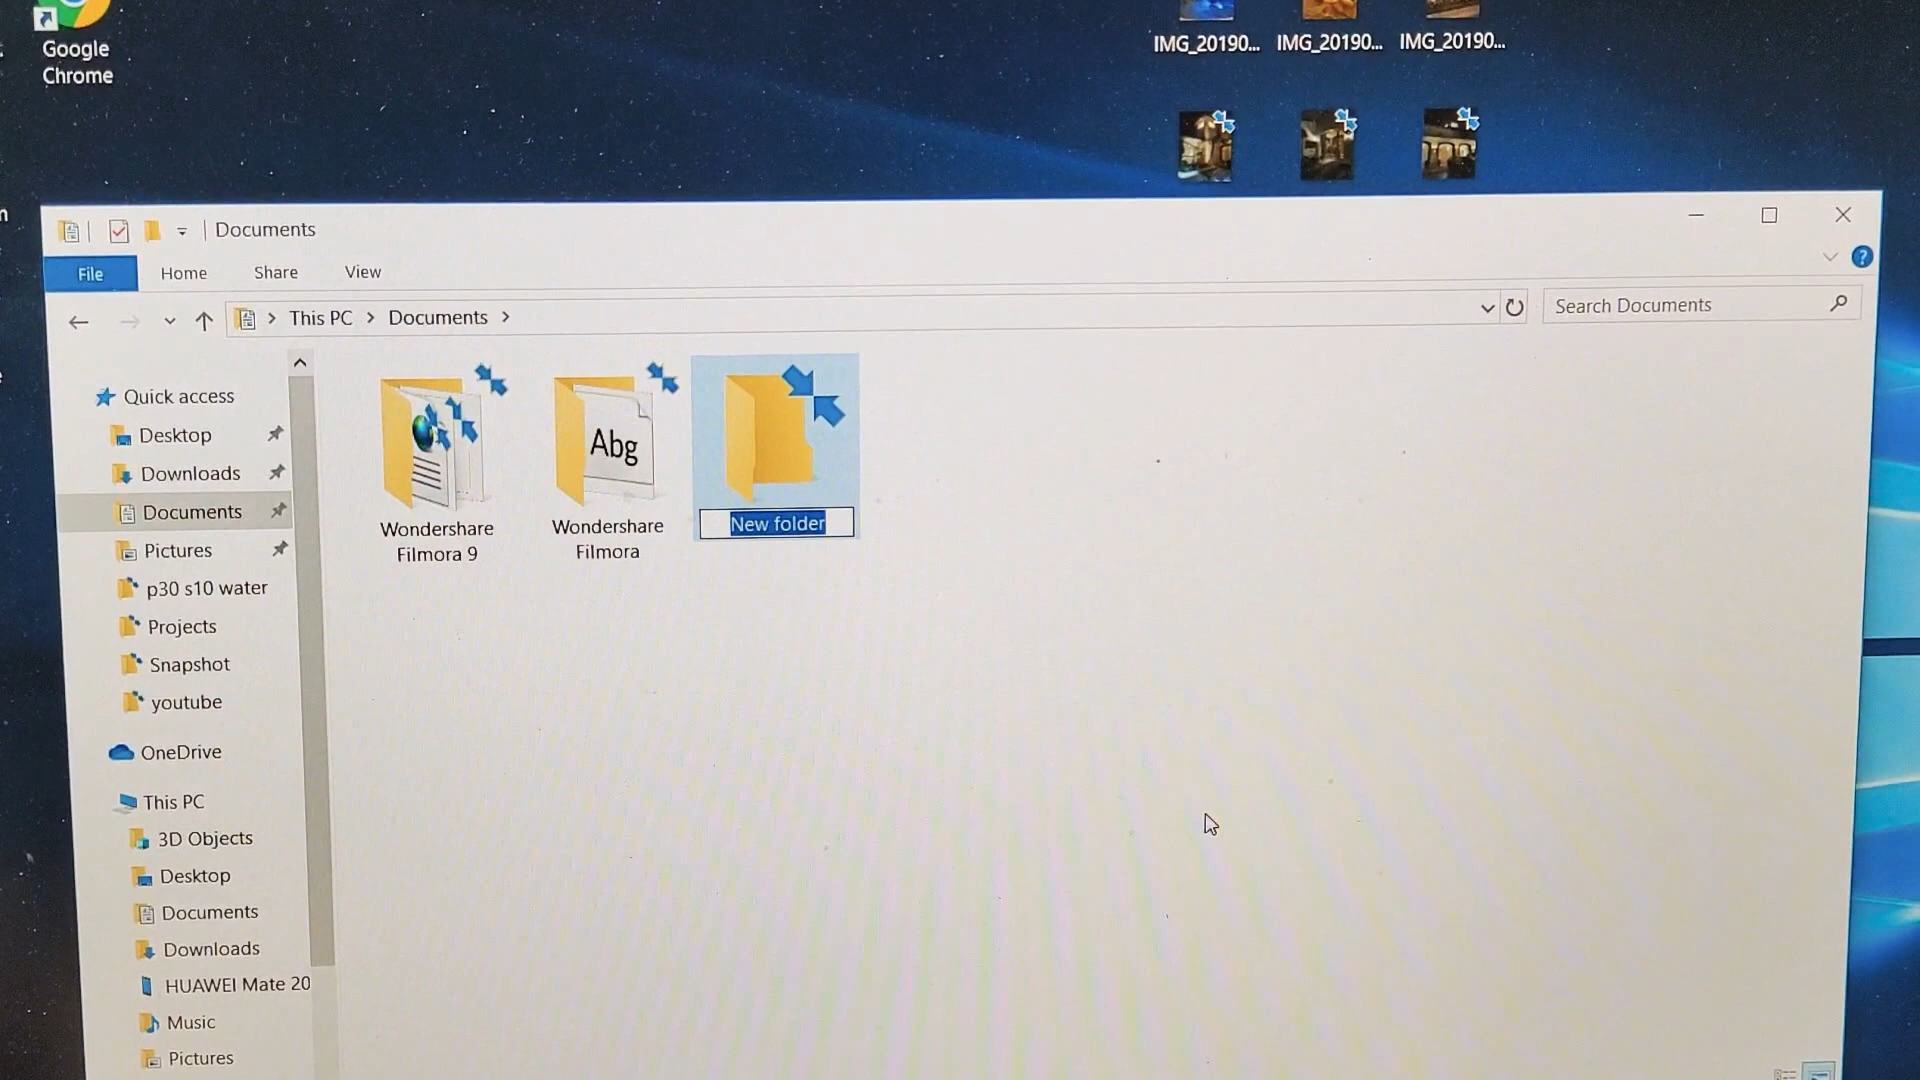 Google
Chrome
IMG_20190... IMG_20190... IMG_20190...
Documents
File Home Share View
This PC Documents
Search Documents
Quick access
Desktop
Downloads
Documents
Pictures
p30 s10 water
Projects
Snapshot
youtube
OneDrive
This PC
3D Objects
Desktop
Documents
Downloads
HUAWEI Mate 20
Music
Pictures
Abg
Wondershare
Filmora 9
Wondershare
Filmora
New folder